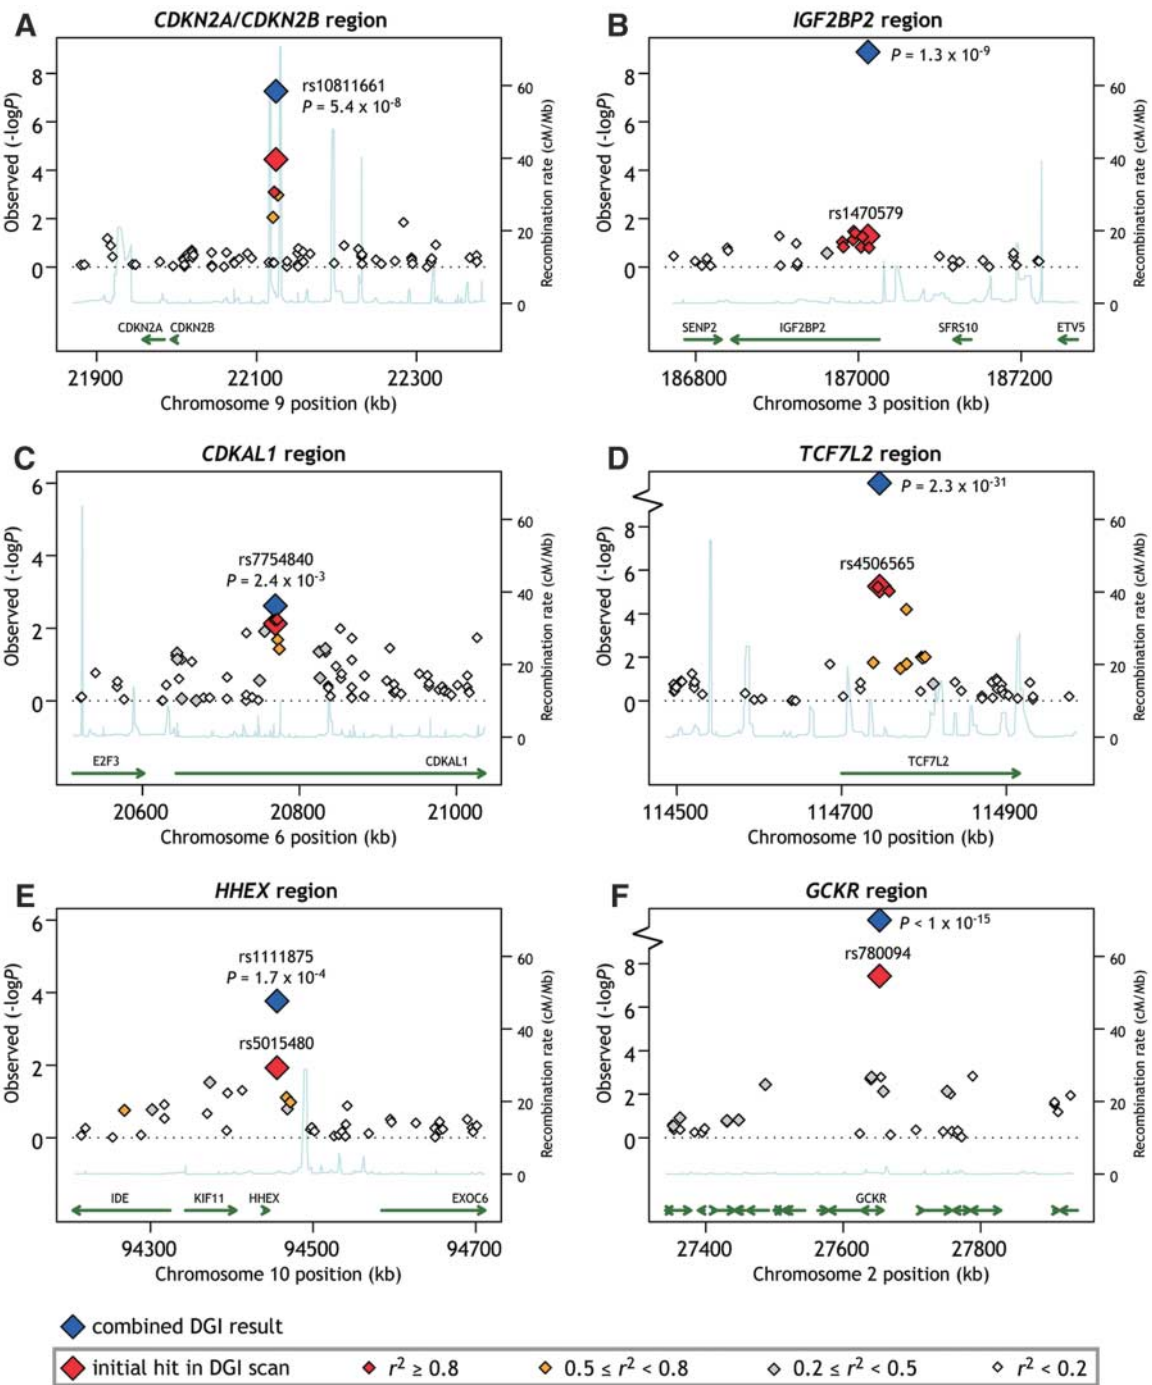 A CDKN2A/CDKN2B region
Observed (-logP)
8
6
4
2
0
rs10811661
P = 5.4 x 10-8
60
40
20
0
Recombination rate (cM/Mb)
CDKN2A CDKN2B
21900 22100 22300
Chromosome 9 position (kb)
B IGF2BP2 region
Observed (-logP)
8
6
4
2
0
P = 1.3 x 10-9
rs1470579
60
40
20
0
Recombination rate (cM/Mb)
SENP2 IGF2BP2 SFRS10 ETV5
186800 187000 187200
Chromosome 3 position (kb)
C CDKAL1 region
Observed (-logP)
6
4
2
0
rs7754840
P = 2.4 x 10-3
60
40
20
0
Recombination rate (cM/Mb)
E2F3 CDKAL1
20600 20800 21000
Chromosome 6 position (kb)
D TCF7L2 region
Observed (-logP)
8
6
4
2
0
P = 2.3 x 10-31
rs4506565
60
40
20
0
Recombination rate (cM/Mb)
TCF7L2
114500 114700 114900
Chromosome 10 position (kb)
E HHEX region
Observed (-logP)
6
4
2
0
rs1111875
P = 1.7 x 10-4
rs5015480
60
40
20
0
Recombination rate (cM/Mb)
IDE KIF11 HHEX EXOC6
94300 94500 94700
Chromosome 10 position (kb)
F GCKR region
Observed (-logP)
8
6
4
2
0
P < 1 x 10-15
rs780094
60
40
20
0
Recombination rate (cM/Mb)
GCKR
27400 27600 27800
Chromosome 2 position (kb)
combined DGI result
initial hit in DGI scan r2 ≥ 0.8 0.5 ≤ r2 < 0.8 0.2 ≤ r2 < 0.5 r2 < 0.2